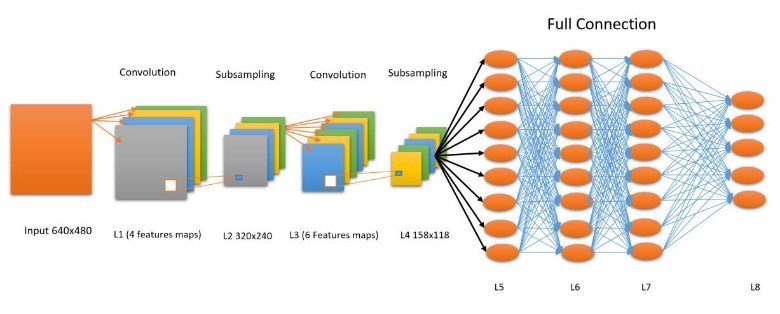 Full Connection
Convolution
Subsampling
Convolution
Subsampling
Input 640x480
L1 (4 features maps)
L2 320x240
L3 (6 Features maps)
L4 158x118
L5
L6
L7
L8